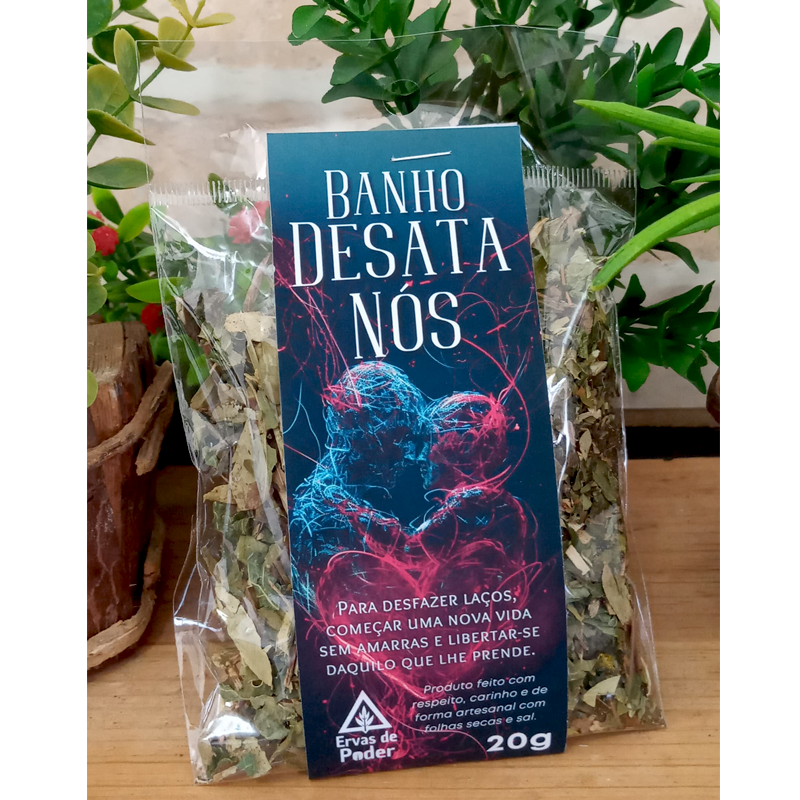 BANHO
DESATA
NÓS
PARA DESFAZER LAÇOS,
COMEÇAR UMA NOVA VIDA
SEM AMARRAS E LIBERTAR-SE
DAQUILO QUE LHE PRENDE.
Produto feito com
respeito, carinho e de
forma artesanal com
folhas secas e sal.
Ervas de
Poder
20g